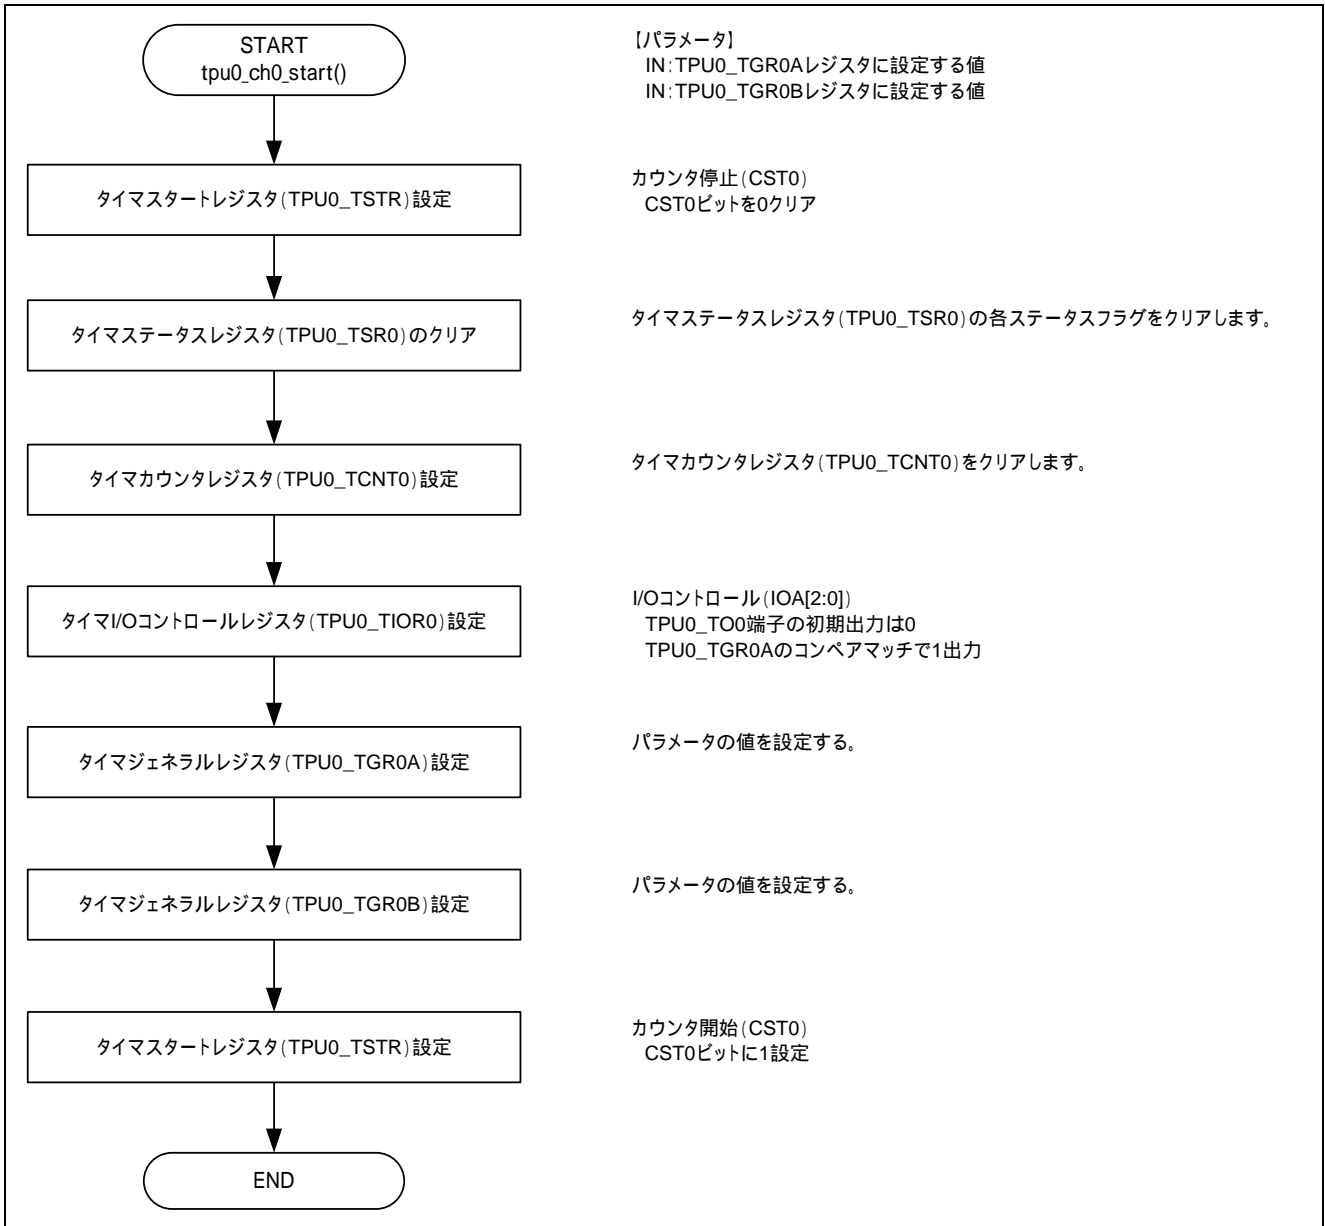 START
tpu0_ch0_start()
【パラメータ】
IN:TPU0_TGR0Aレジスタに設定する値
IN:TPU0_TGR0Bレジスタに設定する値
タイマスタートレジスタ(TPU0_TSTR)設定
カウンタ停止(CST0)
CST0ビットを0クリア
タイマステータスレジスタ(TPU0_TSR0)のクリア
タイマステータスレジスタ(TPU0_TSR0)の各ステータスフラグをクリアします。
タイマカウンタレジスタ(TPU0_TCNT0)設定
タイマカウンタレジスタ(TPU0_TCNT0)をクリアします。
タイマI/Oコントロールレジスタ(TPU0_TIOR0)設定
I/Oコントロール(IOA[2:0])
TPU0_TO0端子の初期出力は0
TPU0_TGR0Aのコンペアマッチで1出力
タイマジェネラルレジスタ(TPU0_TGR0A)設定
パラメータの値を設定する。
タイマジェネラルレジスタ(TPU0_TGR0B)設定
パラメータの値を設定する。
タイマスタートレジスタ(TPU0_TSTR)設定
カウンタ開始(CST0)
CST0ビットに1設定
END